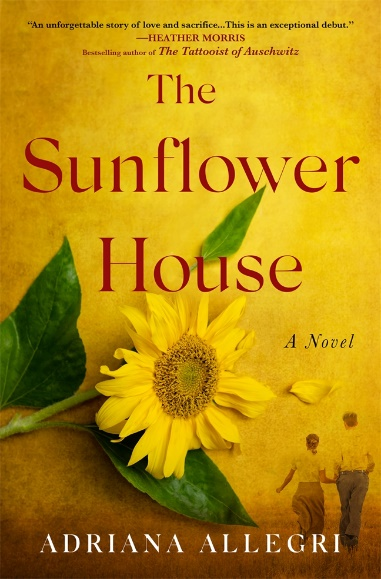 “An unforgettable story of love and sacrifice...This is an exceptional debut.”
—HEATHER MORRIS
Bestselling author of The Tattooist of Auschwitz
The
Sunflower
House
A Novel
ADRIANA ALLEGRI